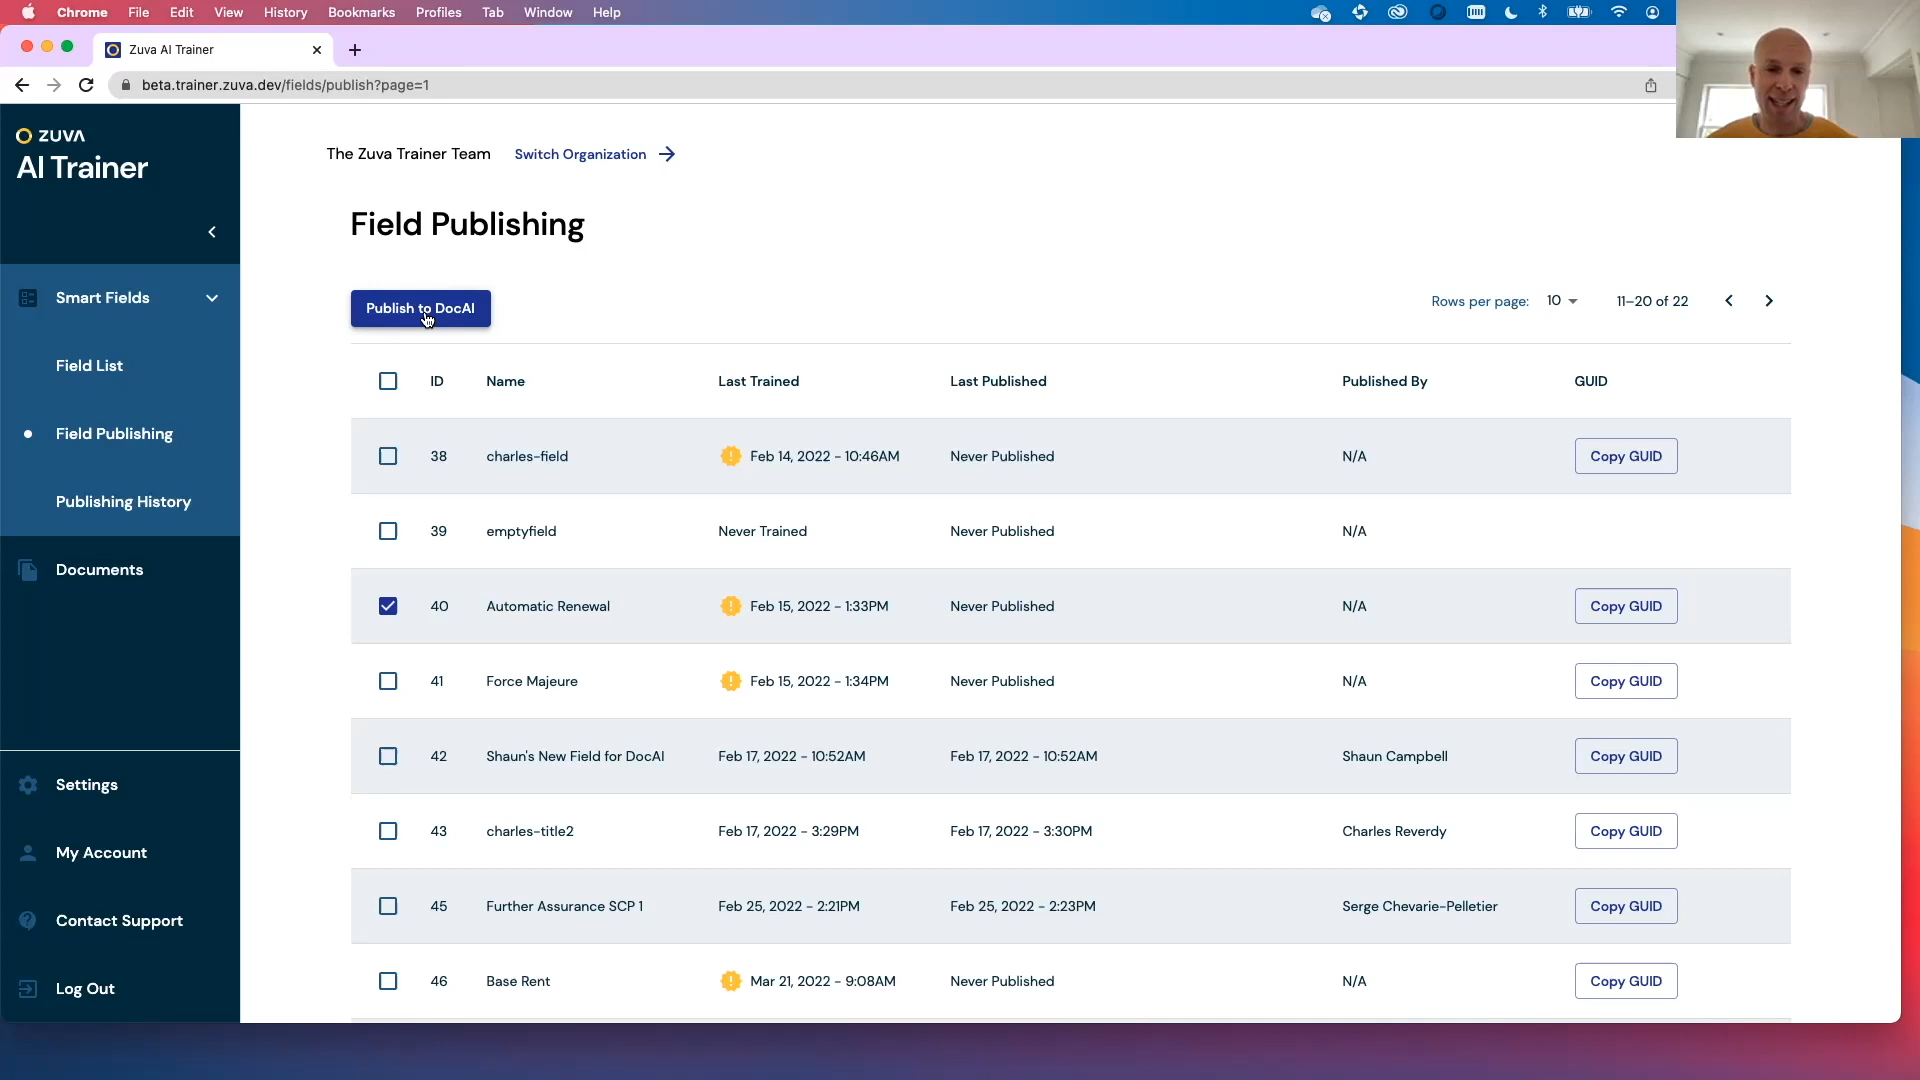 Chrome File Edit View History Bookmarks Profiles Tab Window Help
Zuva AI Trainer
beta.trainer.zuva.dev/fields/publish?page=1
ZUVA
AI Trainer
The Zuva Trainer Team Switch Organization
Field Publishing
Smart Fields
Field List
Field Publishing
Publishing History
Documents
Settings
My Account
Contact Support
Log Out
Publish to DocAI
Rows per page: 10 11–20 of 22
ID Name Last Trained Last Published Published By GUID
38 charles-field Feb 14, 2022 - 10:46AM Never Published N/A Copy GUID
39 emptyfield Never Trained Never Published N/A
40 Automatic Renewal Feb 15, 2022 - 1:33PM Never Published N/A Copy GUID
41 Force Majeure Feb 15, 2022 - 1:34PM Never Published N/A Copy GUID
42 Shaun's New Field for DocAI Feb 17, 2022 - 10:52AM Feb 17, 2022 - 10:52AM Shaun Campbell Copy GUID
43 charles-title2 Feb 17, 2022 - 3:29PM Feb 17, 2022 - 3:30PM Charles Reverdy Copy GUID
45 Further Assurance SCP 1 Feb 25, 2022 - 2:21PM Feb 25, 2022 - 2:23PM Serge Chevarie-Pelletier Copy GUID
46 Base Rent Mar 21, 2022 - 9:08AM Never Published N/A Copy GUID